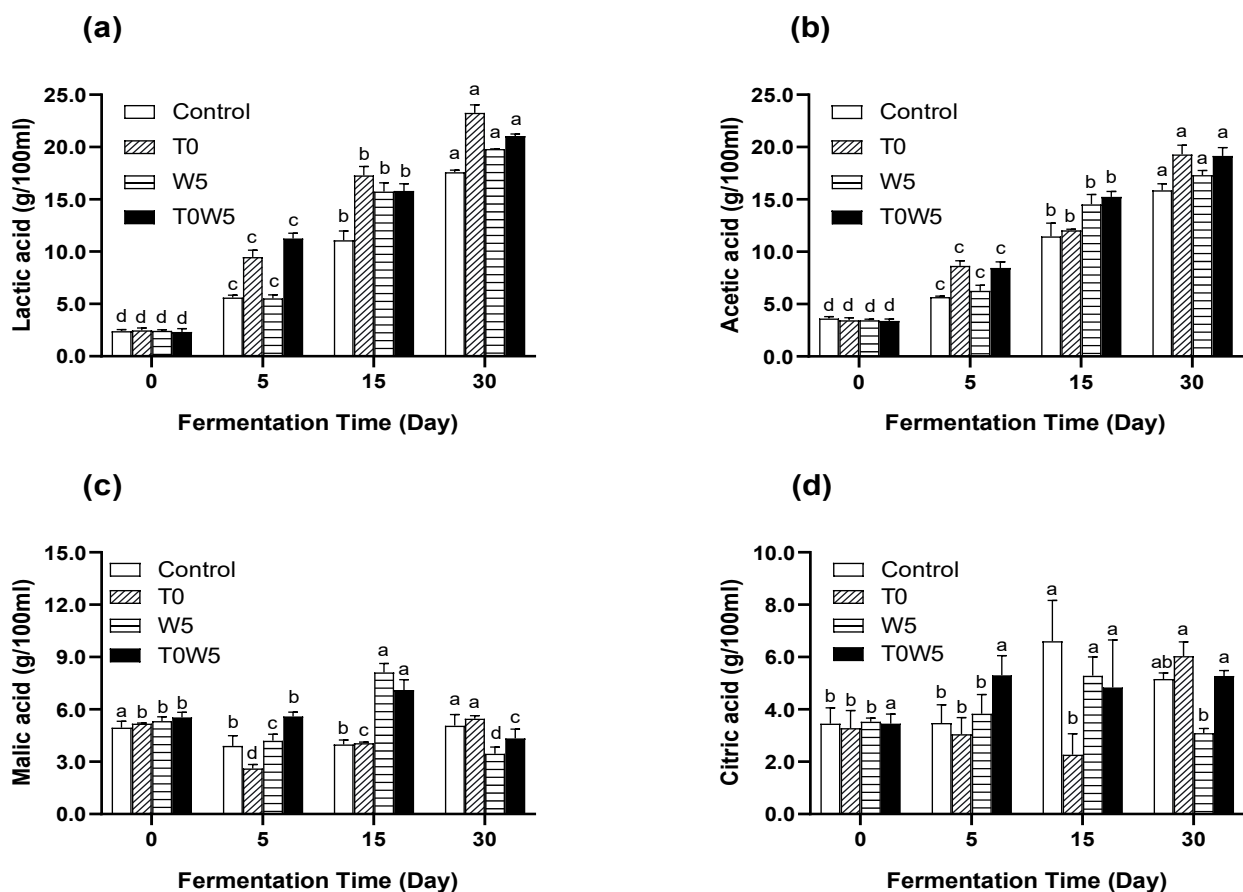 (a)
Lactic acid (g/100ml)
25.0
20.0
15.0
10.0
5.0
0.0
Control
T0
W5
T0W5
d d d d
c c c c
b b b b
a a a a
0 5 15 30
Fermentation Time (Day)
(b)
Acetic acid (g/100ml)
25.0
20.0
15.0
10.0
5.0
0.0
Control
T0
W5
T0W5
d d d d
c c c c
b b b b
a a a a
0 5 15 30
Fermentation Time (Day)
(c)
Malic acid (g/100ml)
15.0
12.0
9.0
6.0
3.0
0.0
Control
T0
W5
T0W5
a b b b
b d c b
b c a a
a a d c
0 5 15 30
Fermentation Time (Day)
(d)
Citric acid (g/100ml)
10.0
8.0
6.0
4.0
2.0
0.0
Control
T0
W5
T0W5
b b b a
b b b a
a b a a
ab a b a
0 5 15 30
Fermentation Time (Day)